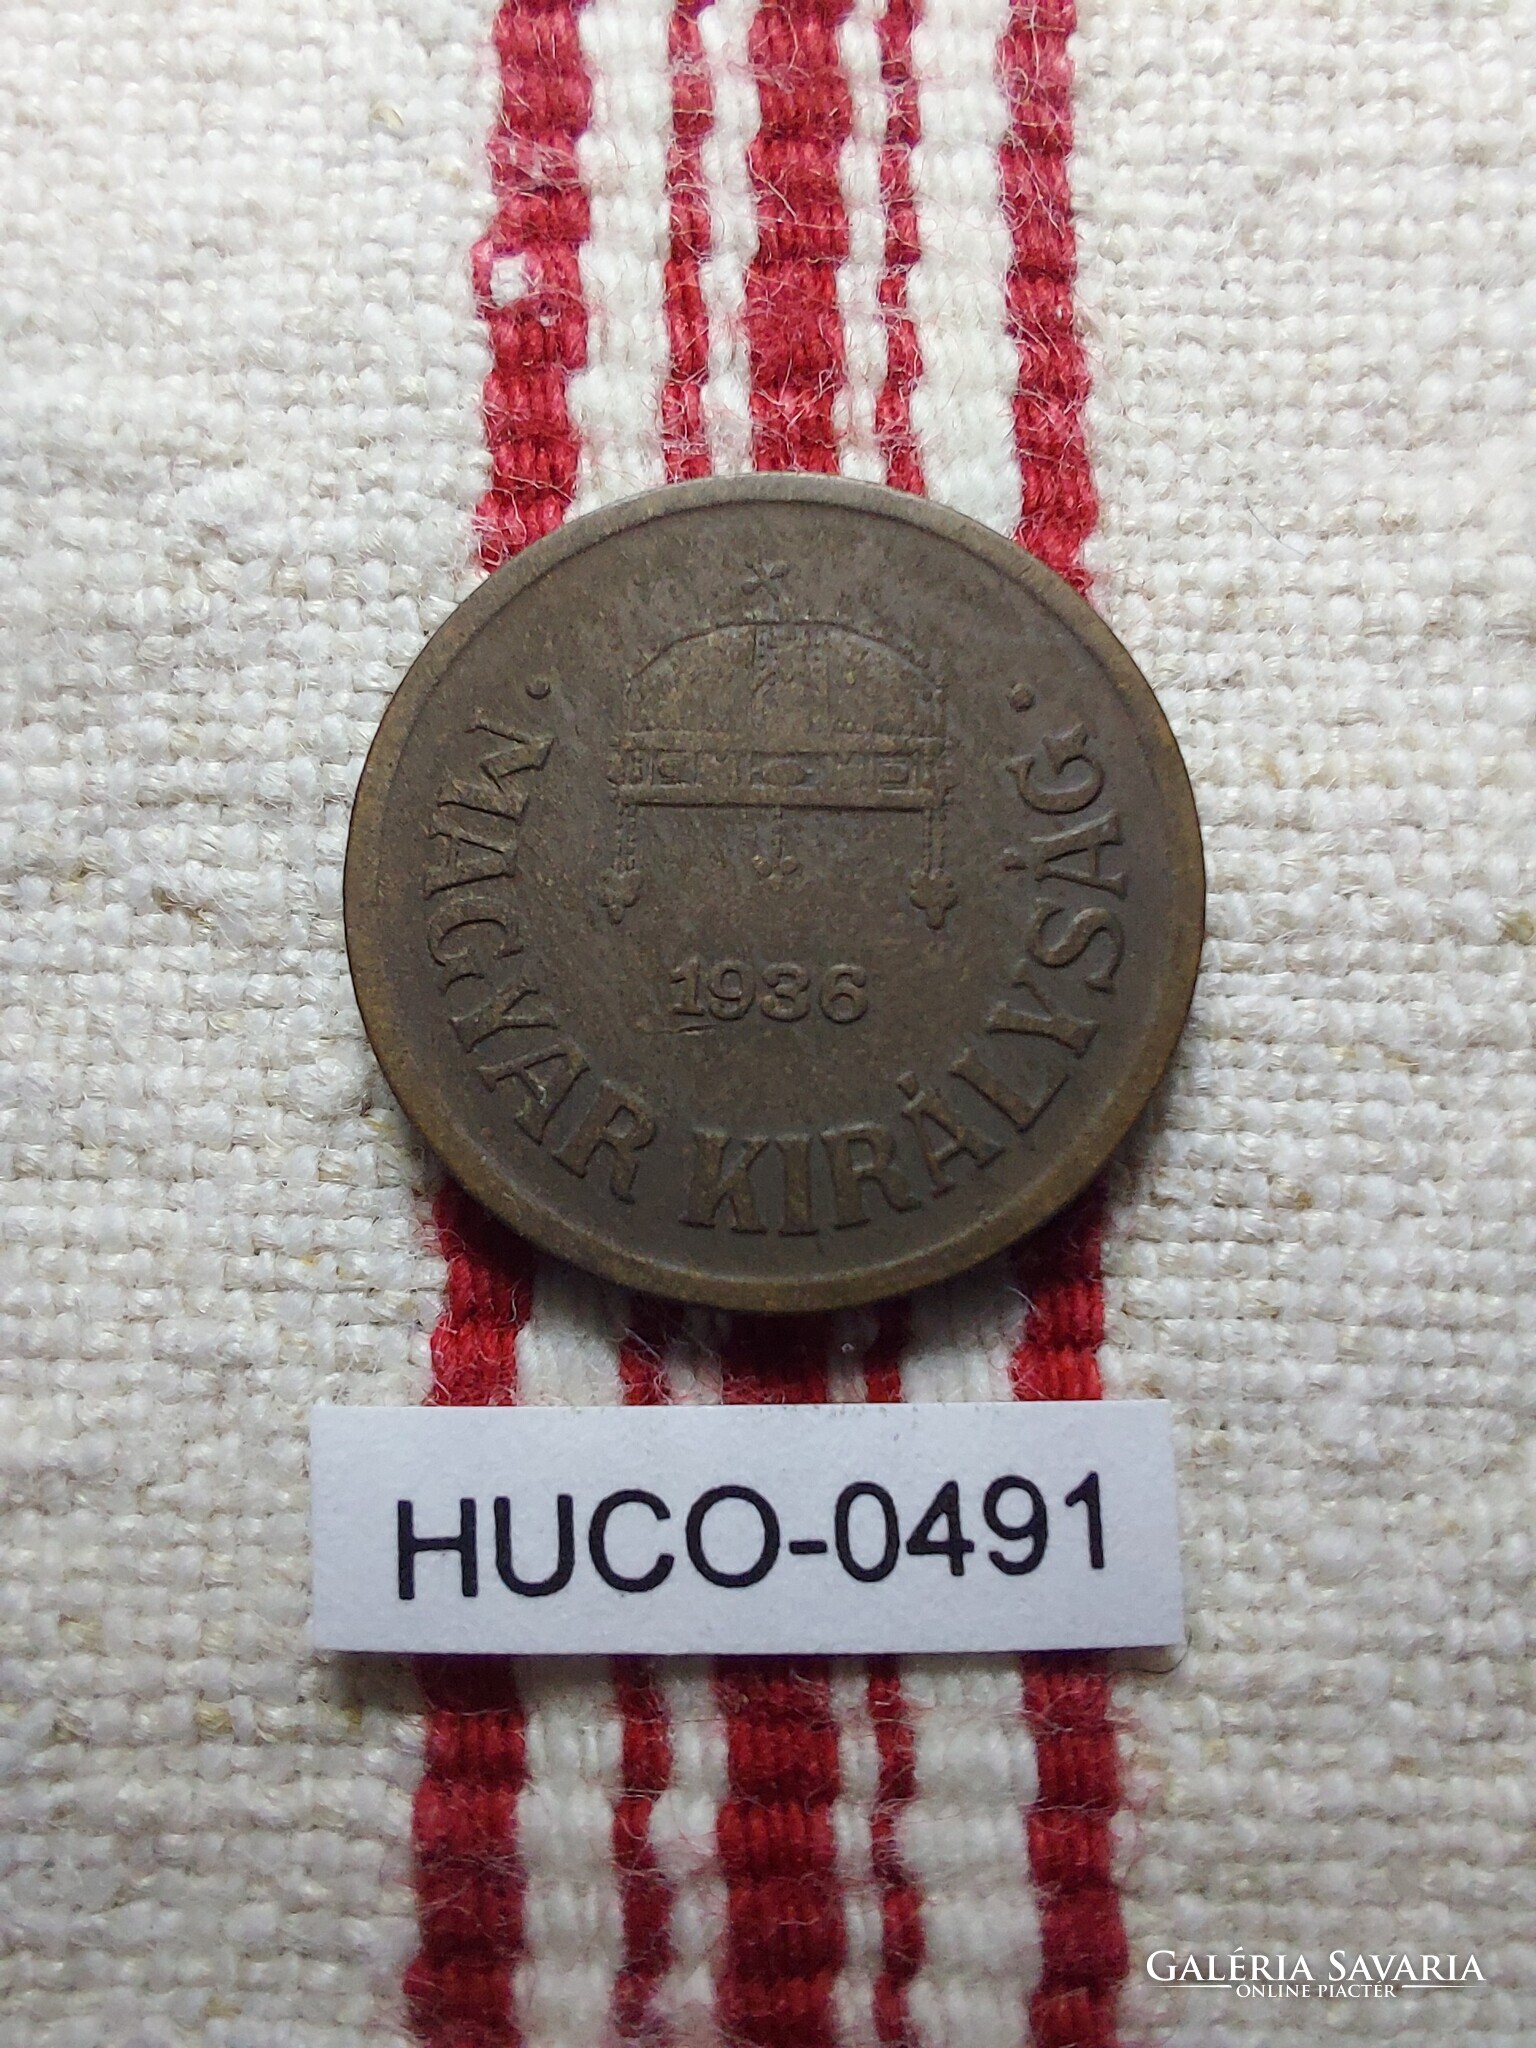 • MAGYAR KIRÁLYSÁG •
1936
HUCO-0491
GALÉRIA SAVARIA
ONLINE PIACTÉR